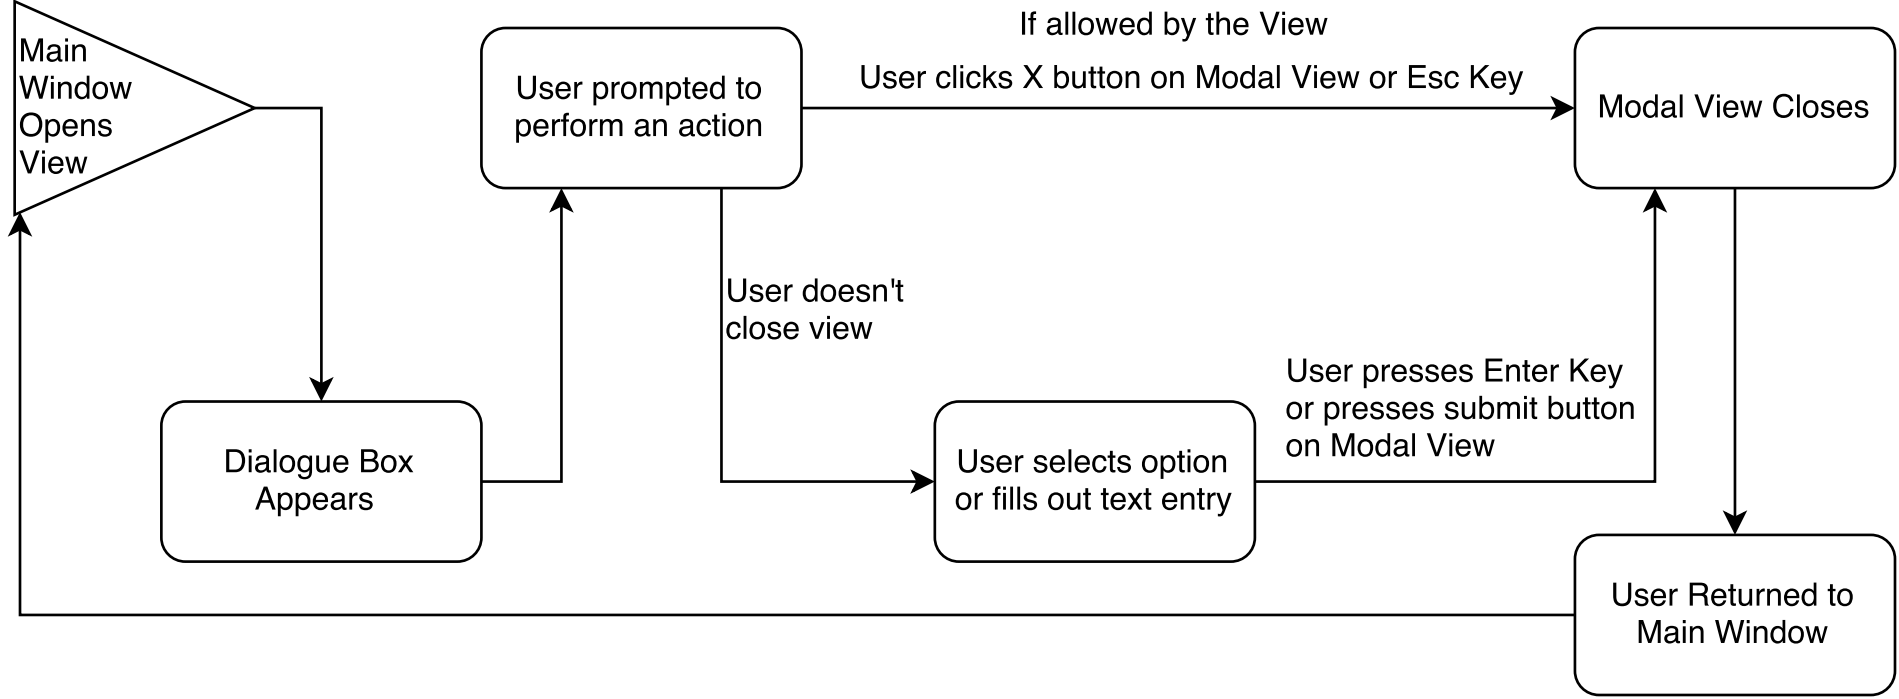 Main
Window
Opens
View
User prompted to
perform an action
If allowed by the View
User clicks X button on Modal View or Esc Key
Modal View Closes
User doesn't
close view
Dialogue Box
Appears
User selects option
or fills out text entry
User presses Enter Key
or presses submit button
on Modal View
User Returned to
Main Window